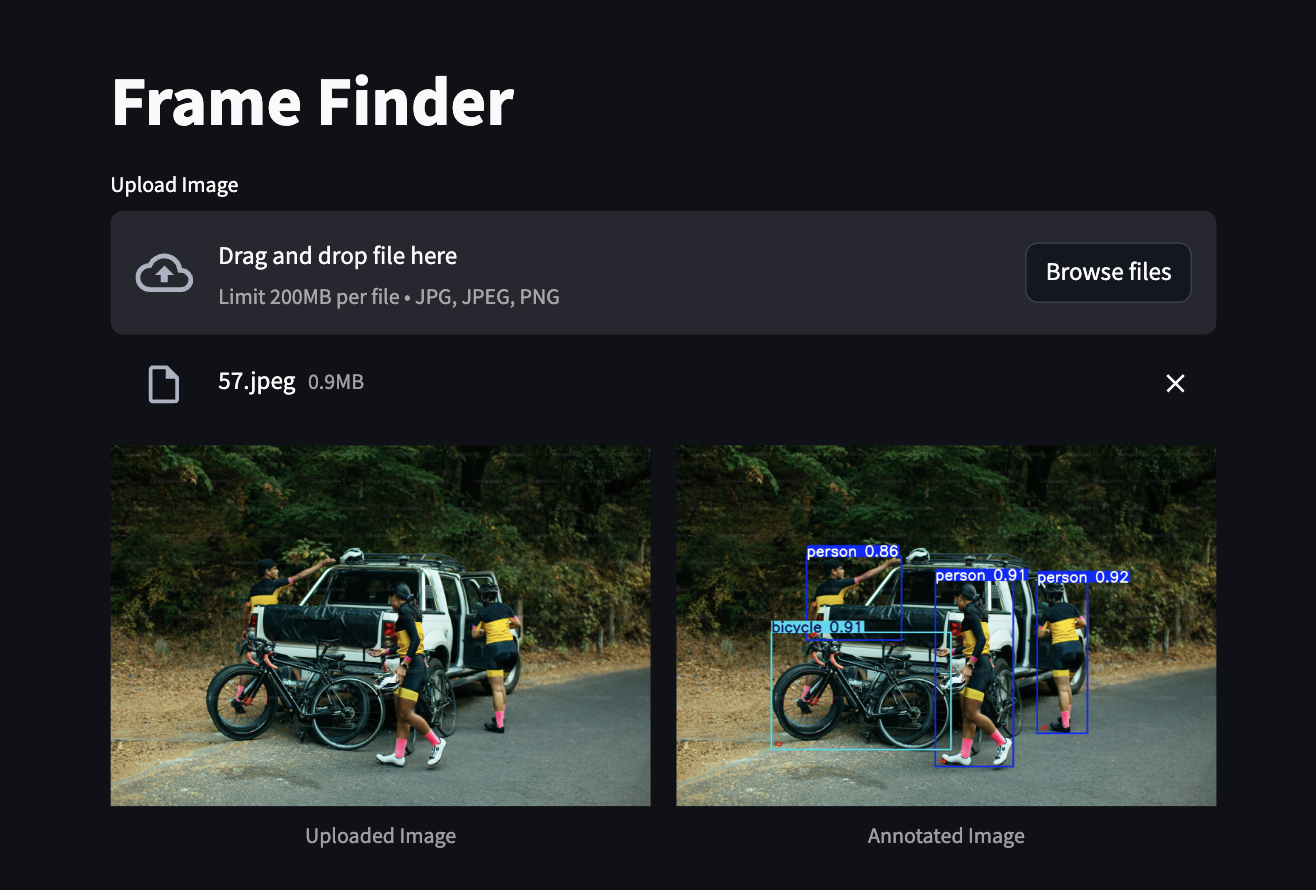 Frame Finder
Upload Image
Drag and drop file here
Limit 200MB per file • JPG, JPEG, PNG
Browse files
57.jpeg 0.9MB
person 0.86
person 0.91
person 0.92
bicycle 0.91
Uploaded Image
Annotated Image